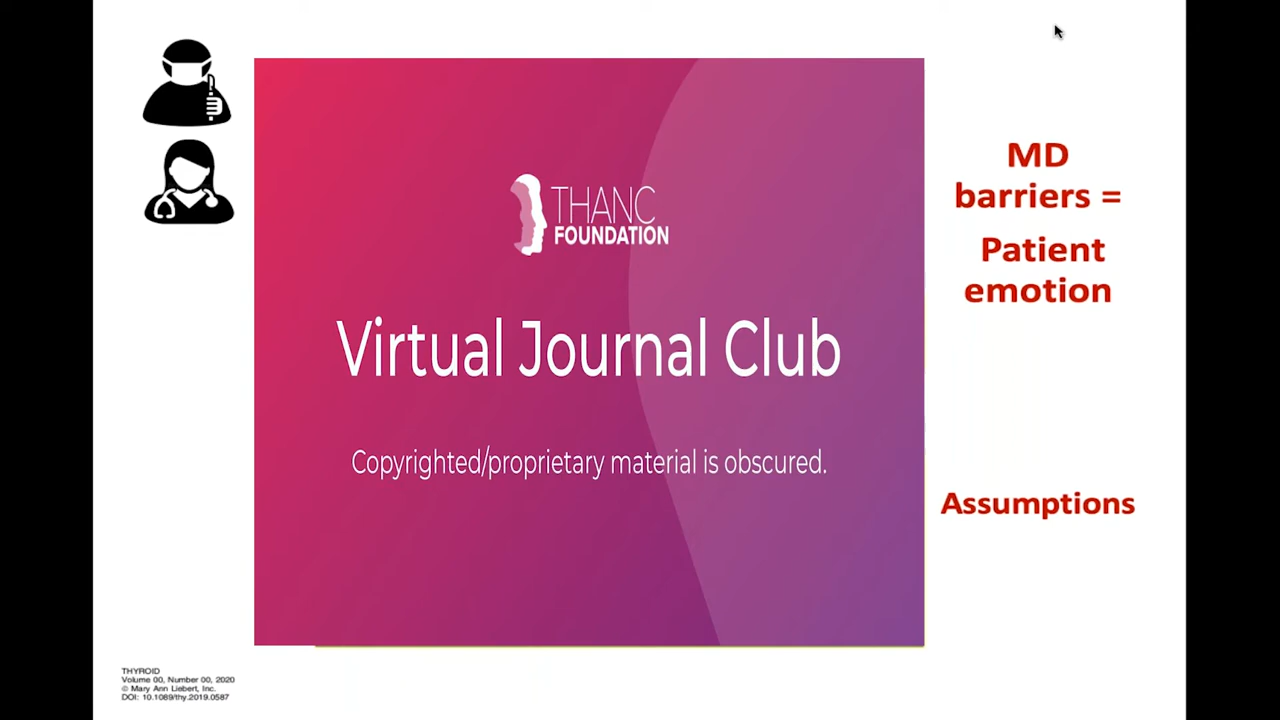 THANC
FOUNDATION
Virtual Journal Club
Copyrighted/proprietary material is obscured.
MD
barriers =
Patient
emotion
Assumptions
THYROID
Volume 00, Number 00, 2020
© Mary Ann Liebert, Inc.
DOI: 10.1089/thy.2019.0587